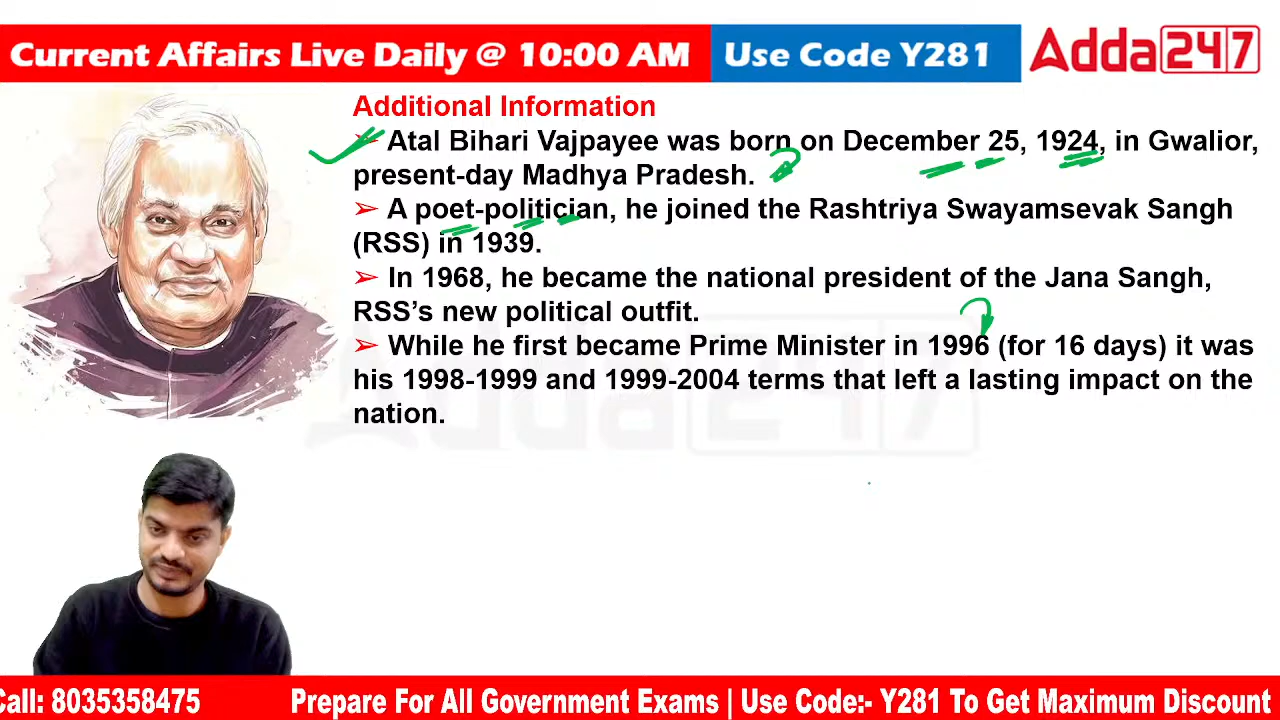 Current Affairs Live Daily @ 10:00 AM
Use Code Y281
Adda247
Additional Information
➢ Atal Bihari Vajpayee was born on December 25, 1924, in Gwalior,
present-day Madhya Pradesh.
➢ A poet-politician, he joined the Rashtriya Swayamsevak Sangh
(RSS) in 1939.
➢ In 1968, he became the national president of the Jana Sangh,
RSS’s new political outfit.
➢ While he first became Prime Minister in 1996 (for 16 days) it was
his 1998-1999 and 1999-2004 terms that left a lasting impact on the
nation.
Adda247
Call: 8035358475 Prepare For All Government Exams | Use Code:- Y281 To Get Maximum Discount